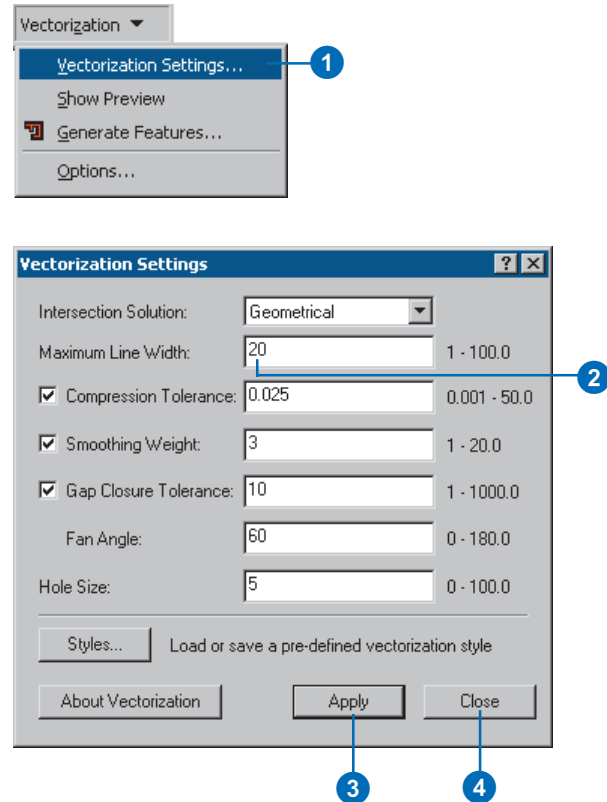 Vectorization
Vectorization Settings...
1
Show Preview
Generate Features...
Options...
Vectorization Settings
Intersection Solution: Geometrical
Maximum Line Width: 20 1 - 100.0
2
Compression Tolerance: 0.025 0.001 - 50.0
Smoothing Weight: 3 1 - 20.0
Gap Closure Tolerance: 10 1 - 1000.0
Fan Angle: 60 0 - 180.0
Hole Size: 5 0 - 100.0
Styles... Load or save a pre-defined vectorization style
About Vectorization Apply Close
3 4